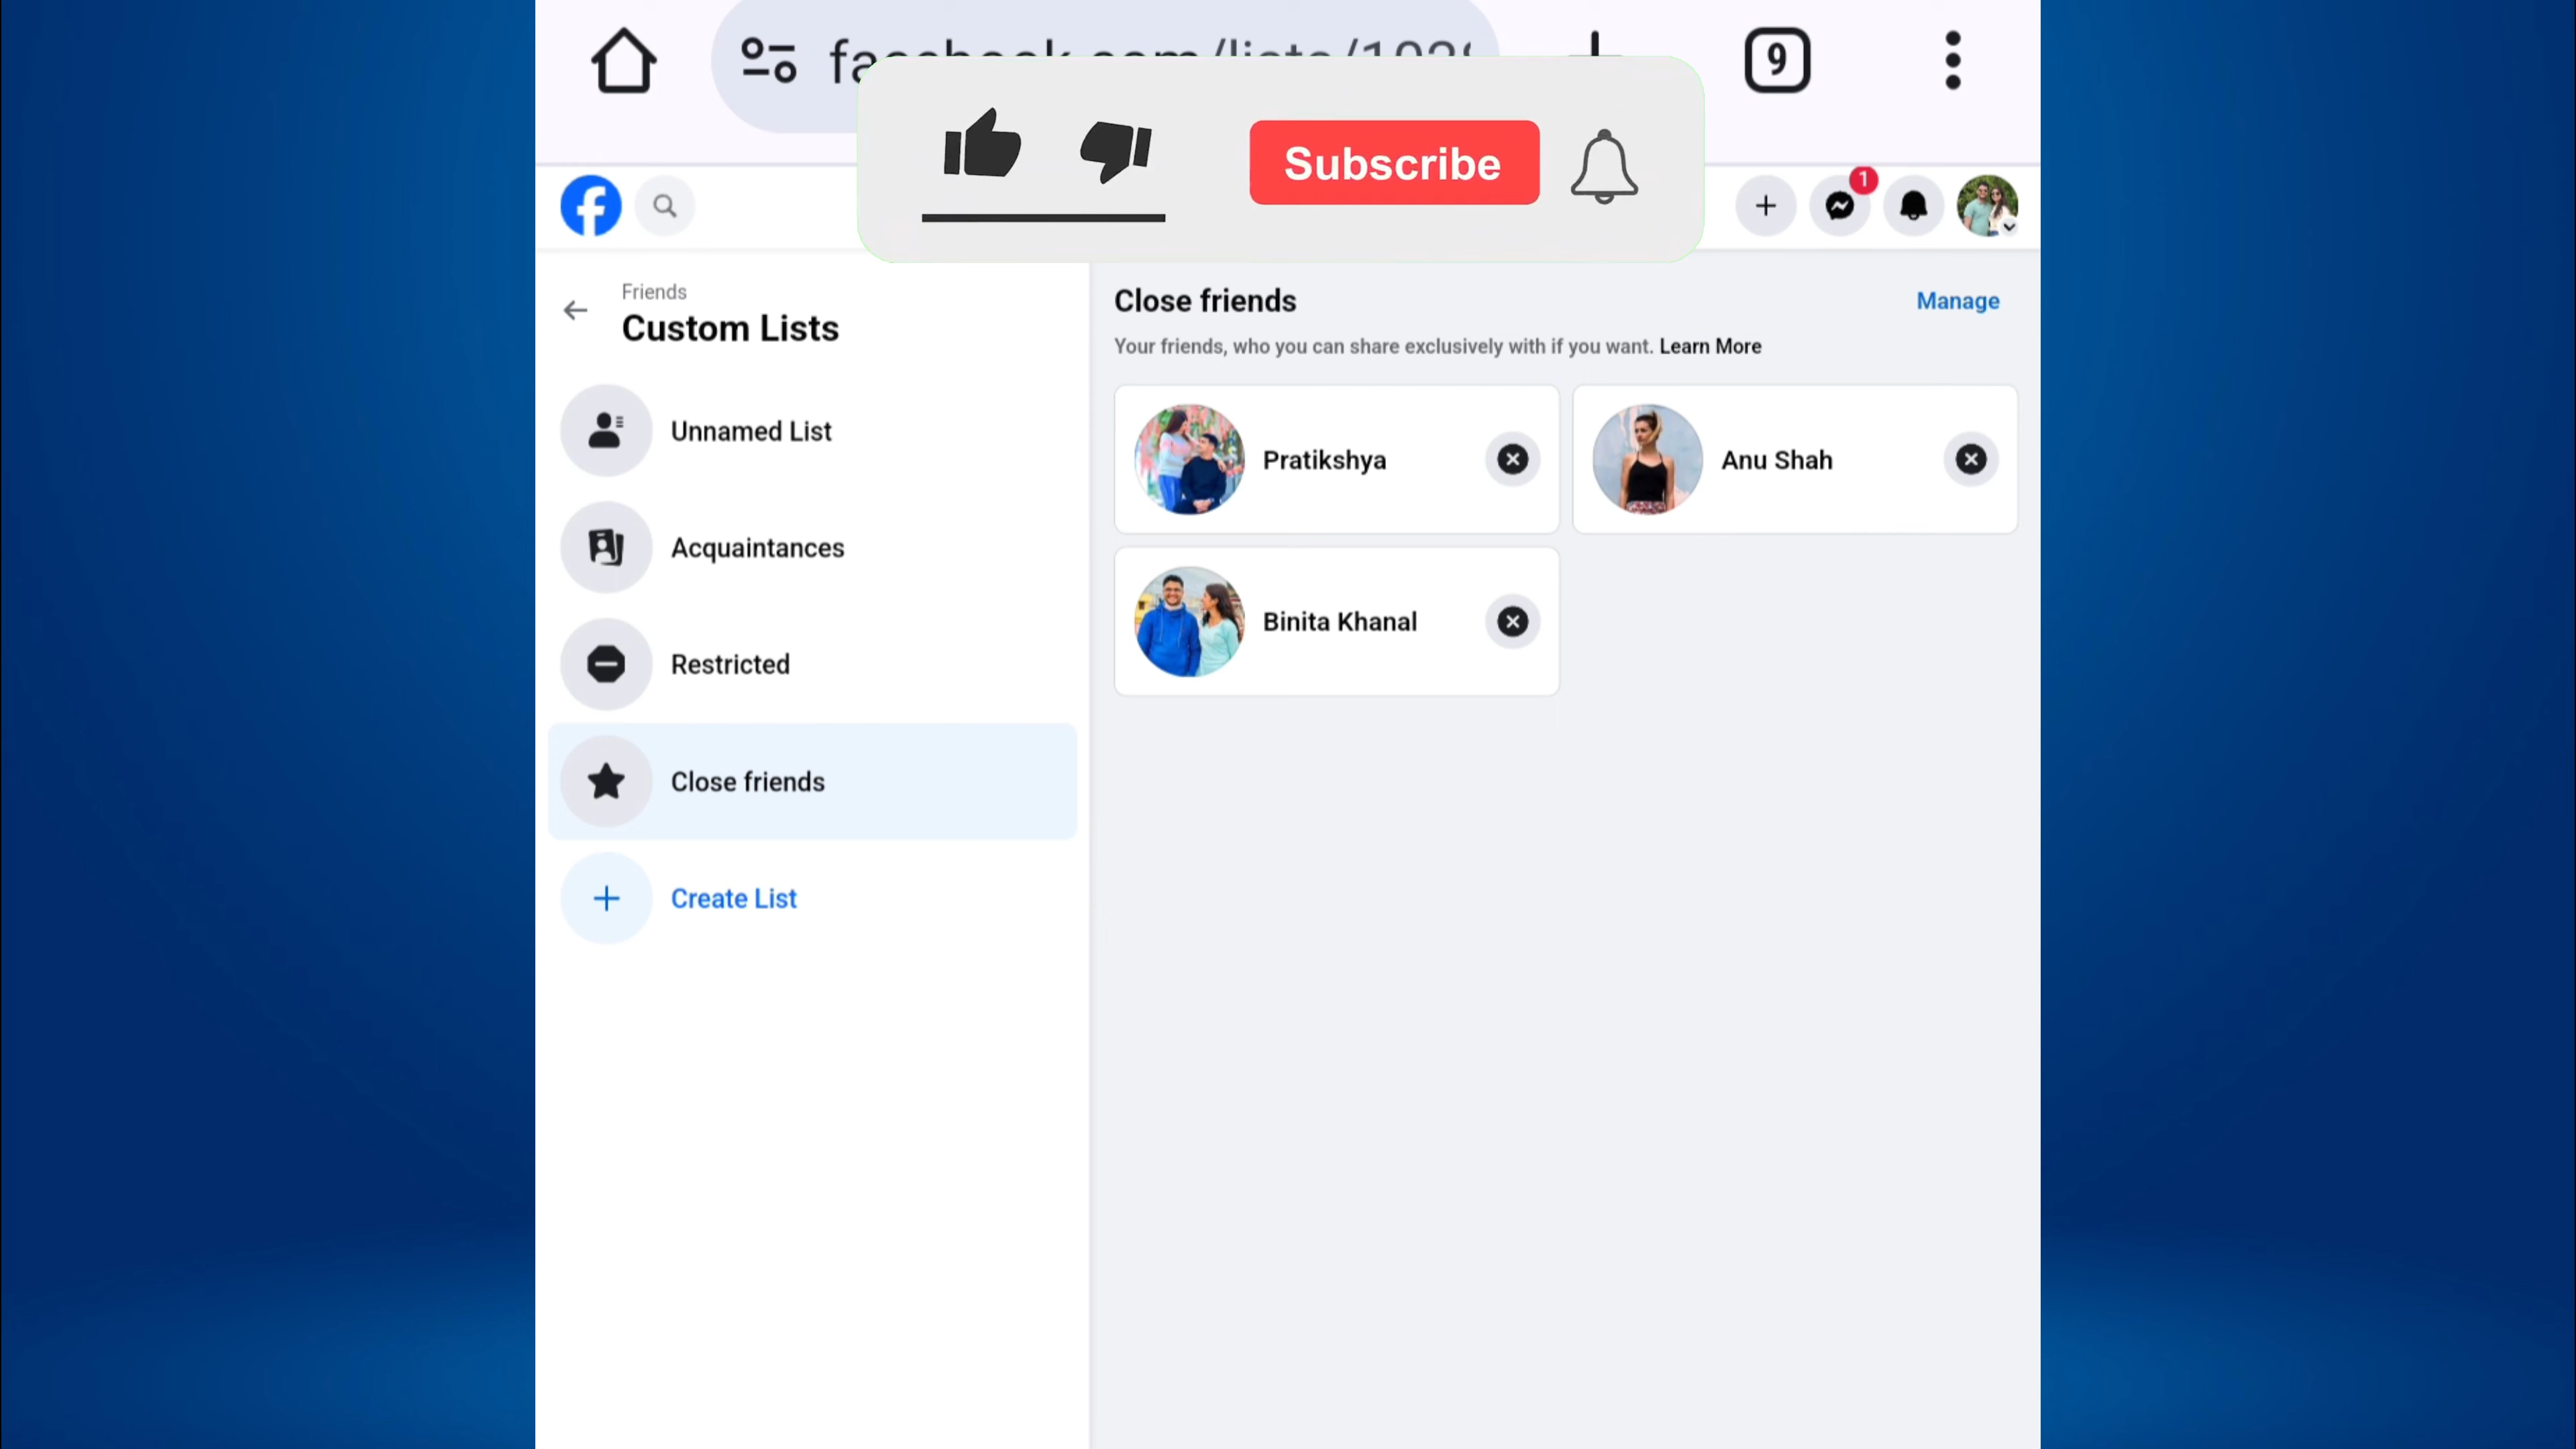 9
Subscribe
1
Friends
Custom Lists
Unnamed List
Acquaintances
Restricted
Close friends
Create List
Close friends
Manage
Your friends, who you can share exclusively with if you want. Learn More
Pratikshya
Anu Shah
Binita Khanal